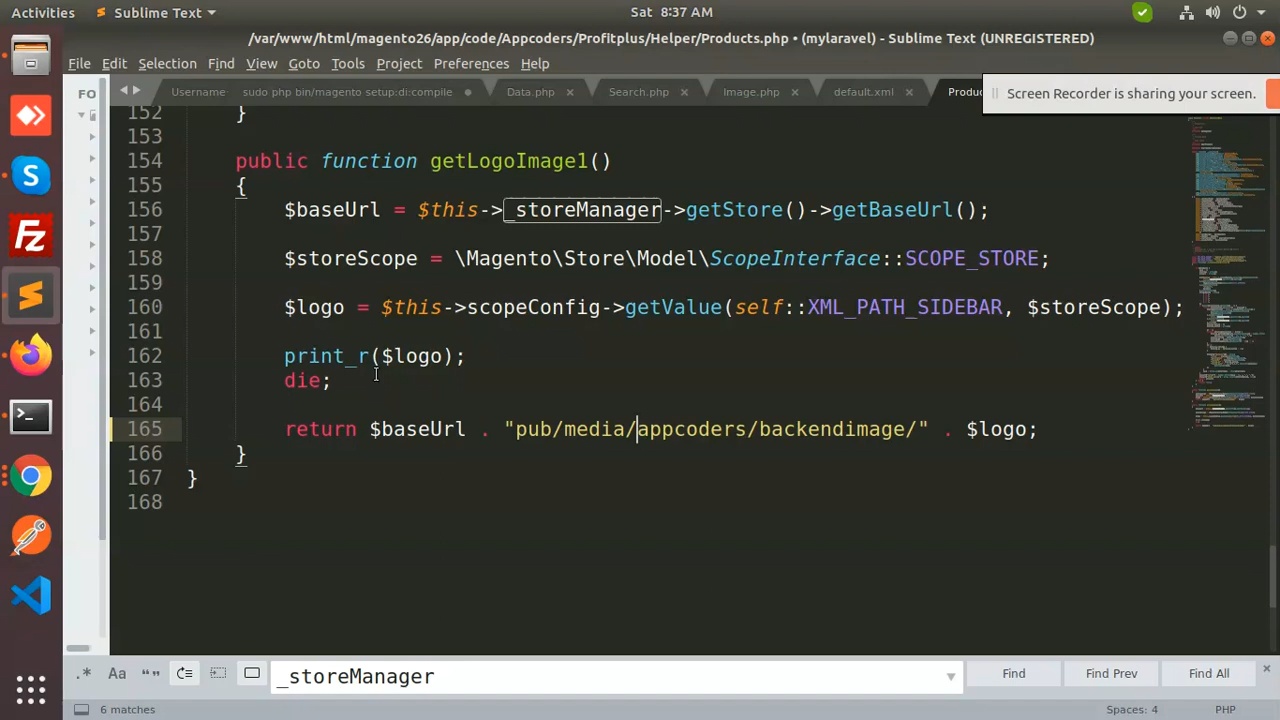 Activities Sublime Text Sat 8:37 AM
/var/www/html/magento26/app/code/Appcoders/Profitplus/Helper/Products.php • (mylaravel) - Sublime Text (UNREGISTERED)
File Edit Selection Find View Goto Tools Project Preferences Help
FO Username sudo php bin/magento setup:di:compile Data.php Search.php Image.php default.xml Produ
Screen Recorder is sharing your screen.
152 }
153
154 public function getLogoImage1()
155 {
156 $baseUrl = $this->_storeManager->getStore()->getBaseUrl();
157
158 $storeScope = \Magento\Store\Model\ScopeInterface::SCOPE_STORE;
159
160 $logo = $this->scopeConfig->getValue(self::XML_PATH_SIDEBAR, $storeScope);
161
162 print_r($logo);
163 die;
164
165 return $baseUrl . "pub/media/appcoders/backendimage/" . $logo;
166 }
167 }
168
.* Aa “” _storeManager Find Find Prev Find All
6 matches Spaces: 4 PHP